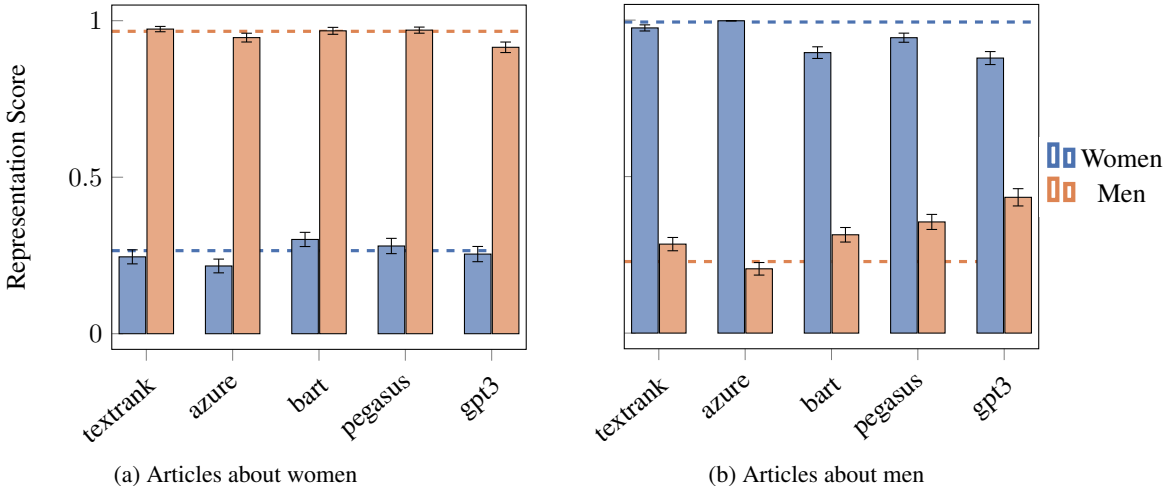 Representation Score
1
0.5
0
textrank
azure
bart
pegasus
gpt3
(a) Articles about women
textrank
azure
bart
pegasus
gpt3
(b) Articles about men
Women
Men